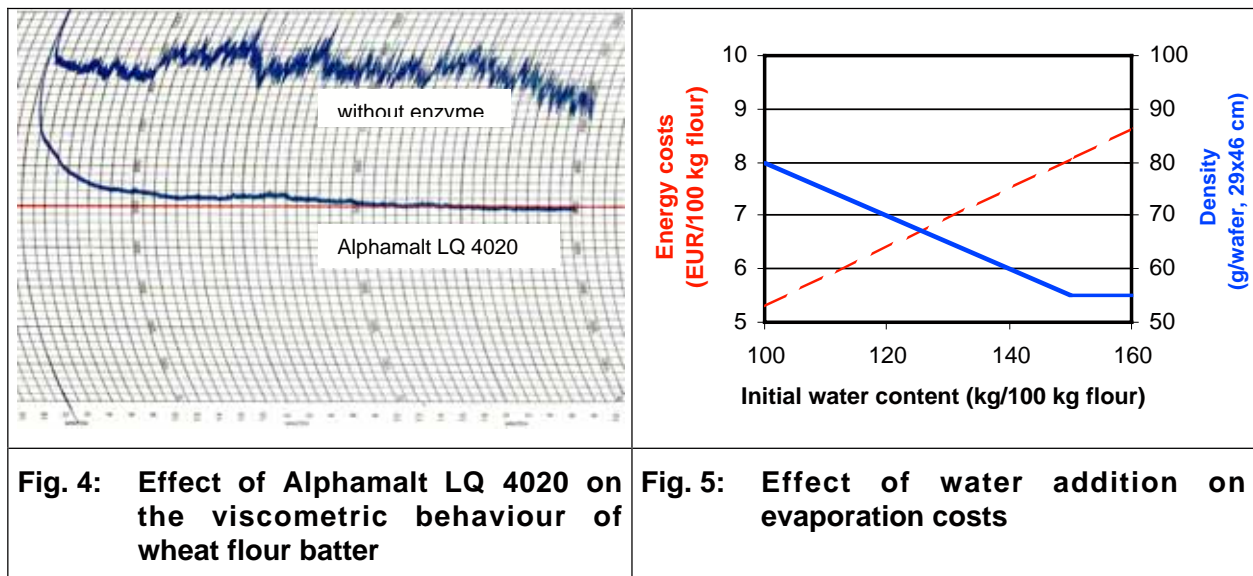 without enzyme
Alphamalt LQ 4020
10
9
8
7
6
5
Energy costs
(EUR/100 kg flour)
100
90
80
70
60
50
Density
(g/wafer, 29x46 cm)
100 120 140 160
Initial water content (kg/100 kg flour)
Fig. 4: Effect of Alphamalt LQ 4020 on
the viscometric behaviour of
wheat flour batter
Fig. 5: Effect of water addition on
evaporation costs